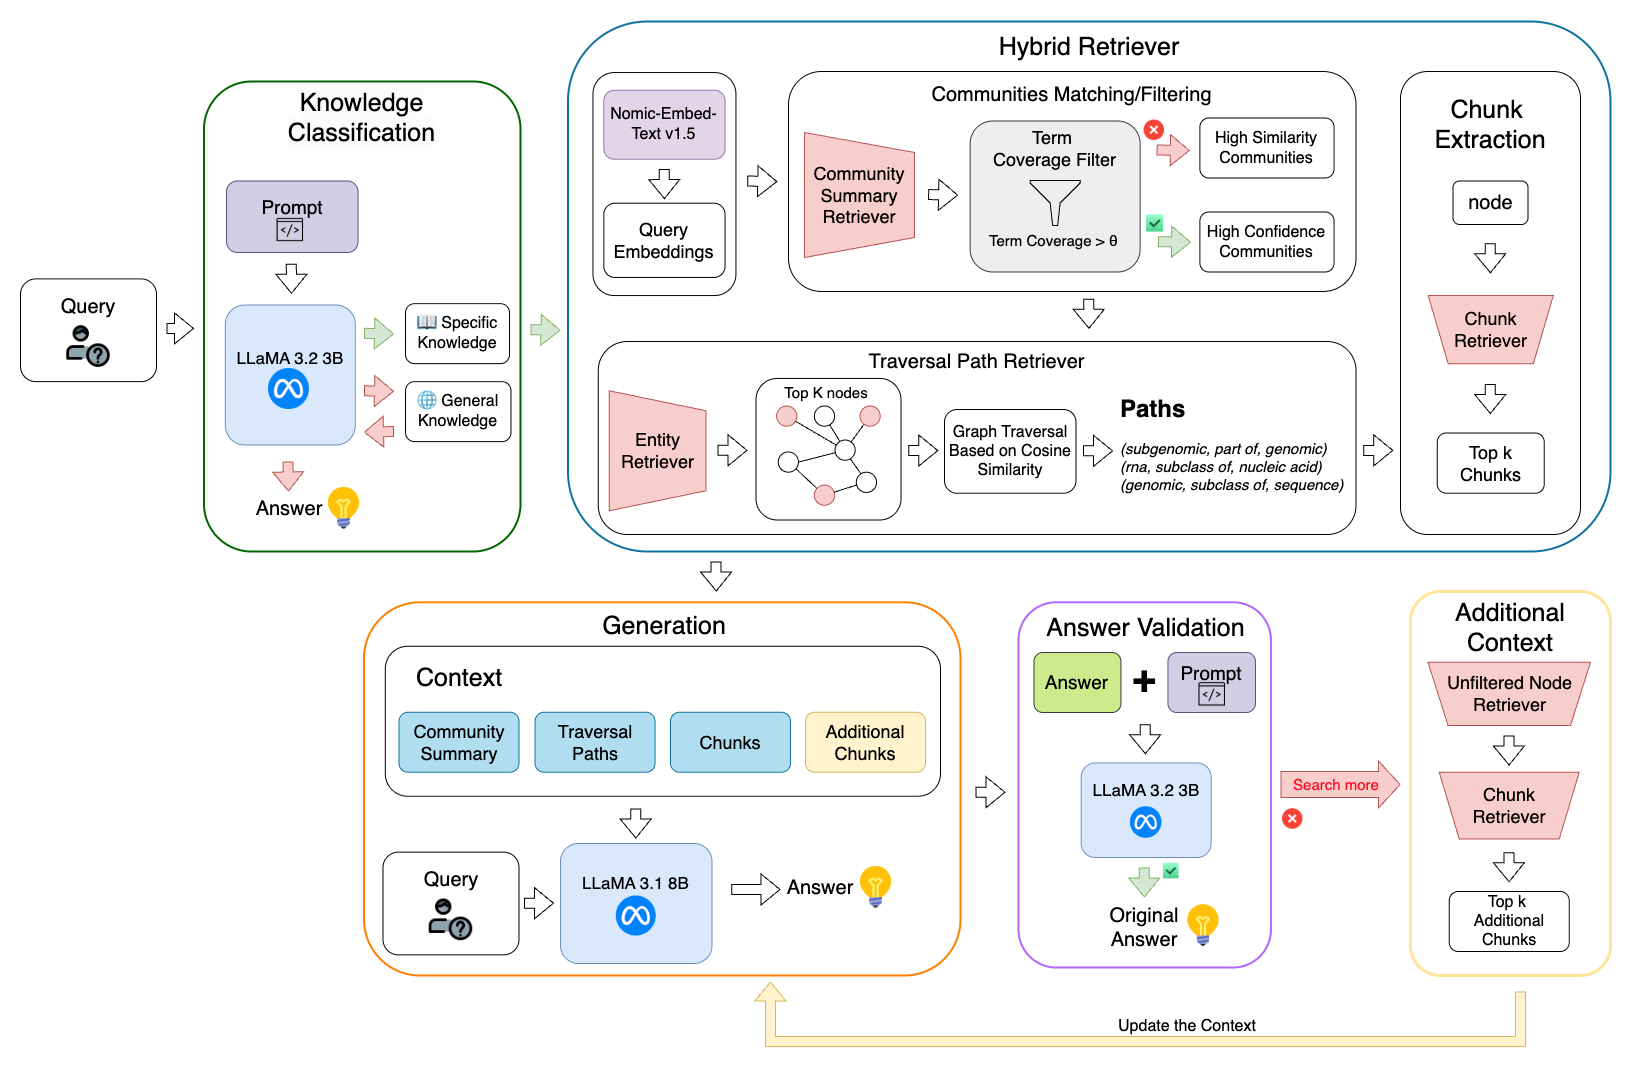 Query
Knowledge
Classification
Prompt
</>
LLaMA 3.2 3B
Specific
Knowledge
General
Knowledge
Answer
Hybrid Retriever
Nomic-Embed-
Text v1.5
Query
Embeddings
Communities Matching/Filtering
Community
Summary
Retriever
Term
Coverage Filter
Term Coverage > θ
High Similarity
Communities
High Confidence
Communities
Traversal Path Retriever
Entity
Retriever
Top K nodes
Graph Traversal
Based on Cosine
Similarity
Paths
(subgenomic, part of, genomic)
(rna, subclass of, nucleic acid)
(genomic, subclass of, sequence)
Chunk
Extraction
node
Chunk
Retriever
Top k
Chunks
Generation
Context
Community
Summary
Traversal
Paths
Chunks
Additional
Chunks
Query
LLaMA 3.1 8B
Answer
Answer Validation
Answer
Prompt
</>
LLaMA 3.2 3B
Original
Answer
Search more
Additional
Context
Unfiltered Node
Retriever
Chunk
Retriever
Top k
Additional
Chunks
Update the Context